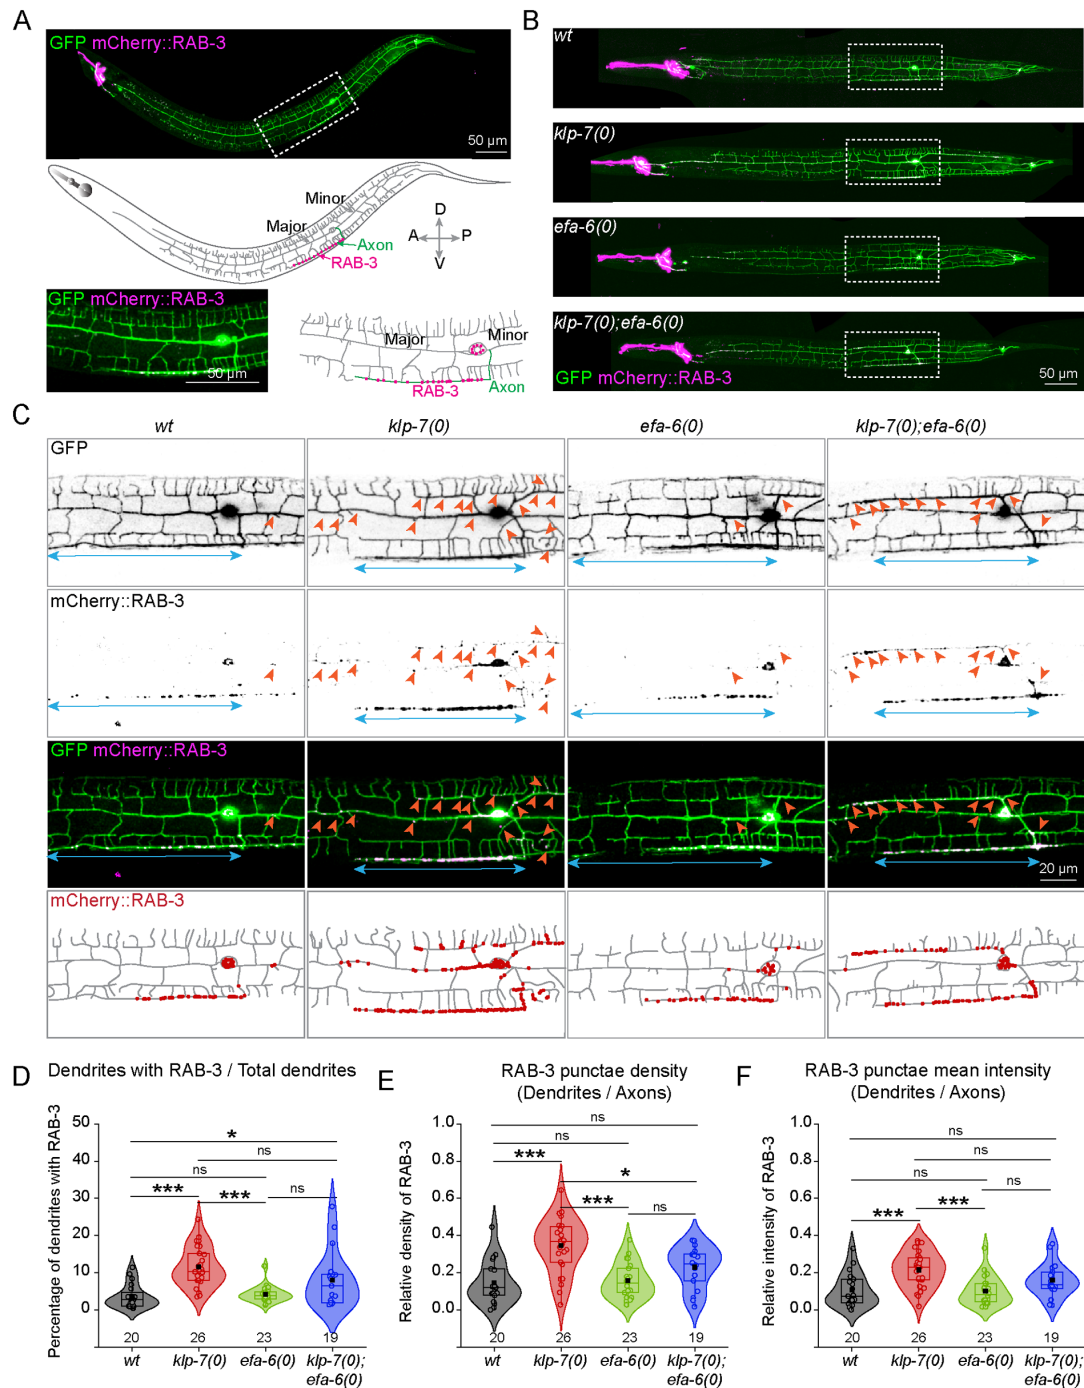 A
GFP mCherry::RAB-3
50 µm
Minor
Major
D
A
P
V
Axon
RAB-3
GFP mCherry::RAB-3
50 µm
Major
Minor
RAB-3
Axon
B
wt
klp-7(0)
efa-6(0)
klp-7(0);efa-6(0)
GFP mCherry::RAB-3
50 µm
C
wt klp-7(0) efa-6(0) klp-7(0);efa-6(0)
GFP
mCherry::RAB-3
GFP mCherry::RAB-3
20 µm
mCherry::RAB-3
D Dendrites with RAB-3 / Total dendrites
Percentage of dendrites with RAB-3
50
40
30
20
10
0
*
ns
ns
*** *** ns
20 26 23 19
wt klp-7(0) efa-6(0) klp-7(0);
efa-6(0)
E RAB-3 punctae density
(Dendrites / Axons)
Relative density of RAB-3
1.0
0.8
0.6
0.4
0.2
0.0
ns
ns
***
*
***
ns
20 26 23 19
wt klp-7(0) efa-6(0) klp-7(0);
efa-6(0)
F RAB-3 punctae mean intensity
(Dendrites / Axons)
Relative intensity of RAB-3
1.0
0.8
0.6
0.4
0.2
0.0
ns
ns
ns
ns
*** ***
20 26 23 19
wt klp-7(0) efa-6(0) klp-7(0);
efa-6(0)